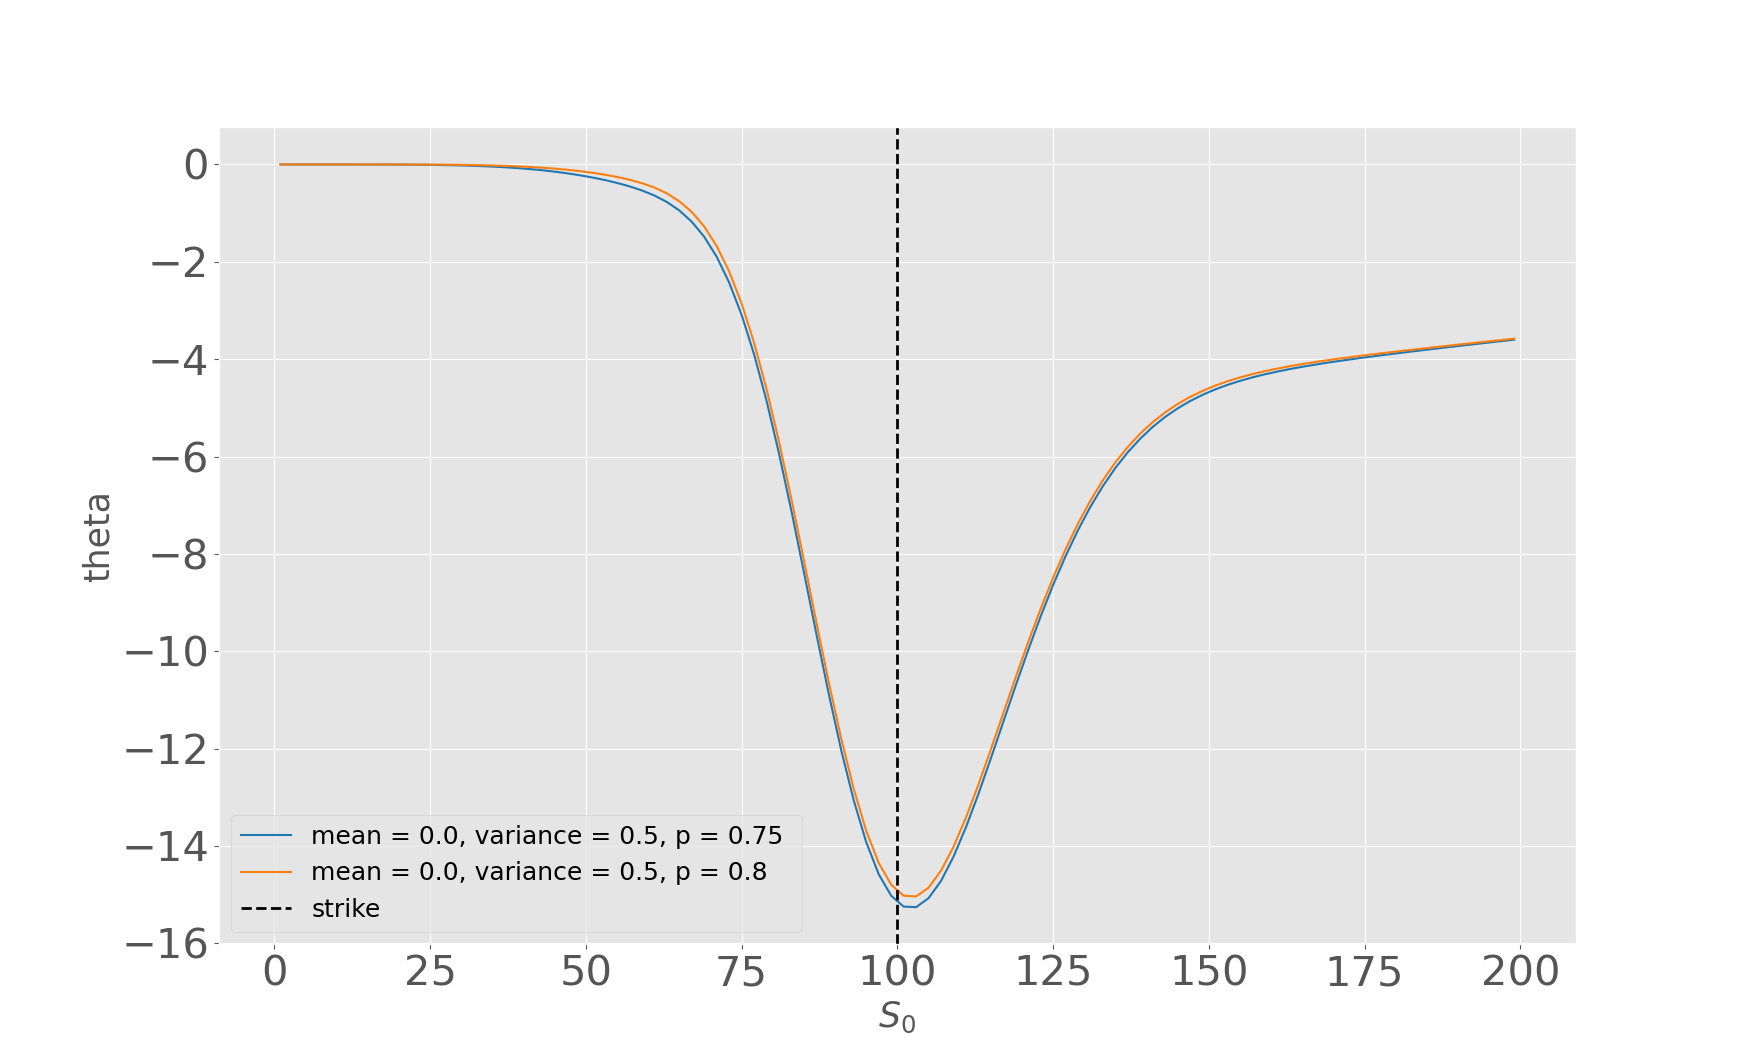 0
−2
−4
−6
−8
−10
−12
−14
−16
theta
mean = 0.0, variance = 0.5, p = 0.75
mean = 0.0, variance = 0.5, p = 0.8
strike
0 25 50 75 100 125 150 175 200
S₀